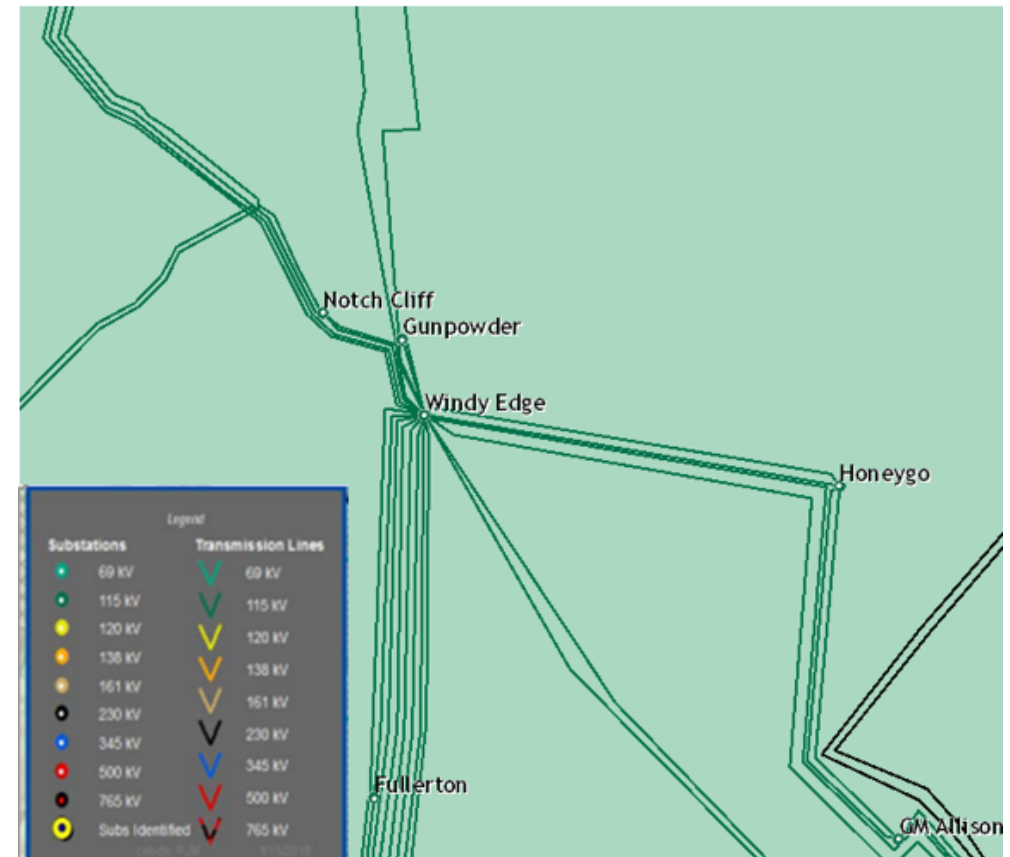 Notch Cliff
Gunpowder
Windy Edge
Honeygo
Legend
Substations Transmission Lines
69 kV 69 kV
115 kV 115 kV
120 kV 120 kV
138 kV 138 kV
161 kV 161 kV
230 kV 230 kV
345 kV 345 kV
500 kV 500 kV
765 kV 765 kV
Subs Identified
Fullerton
GM Allison